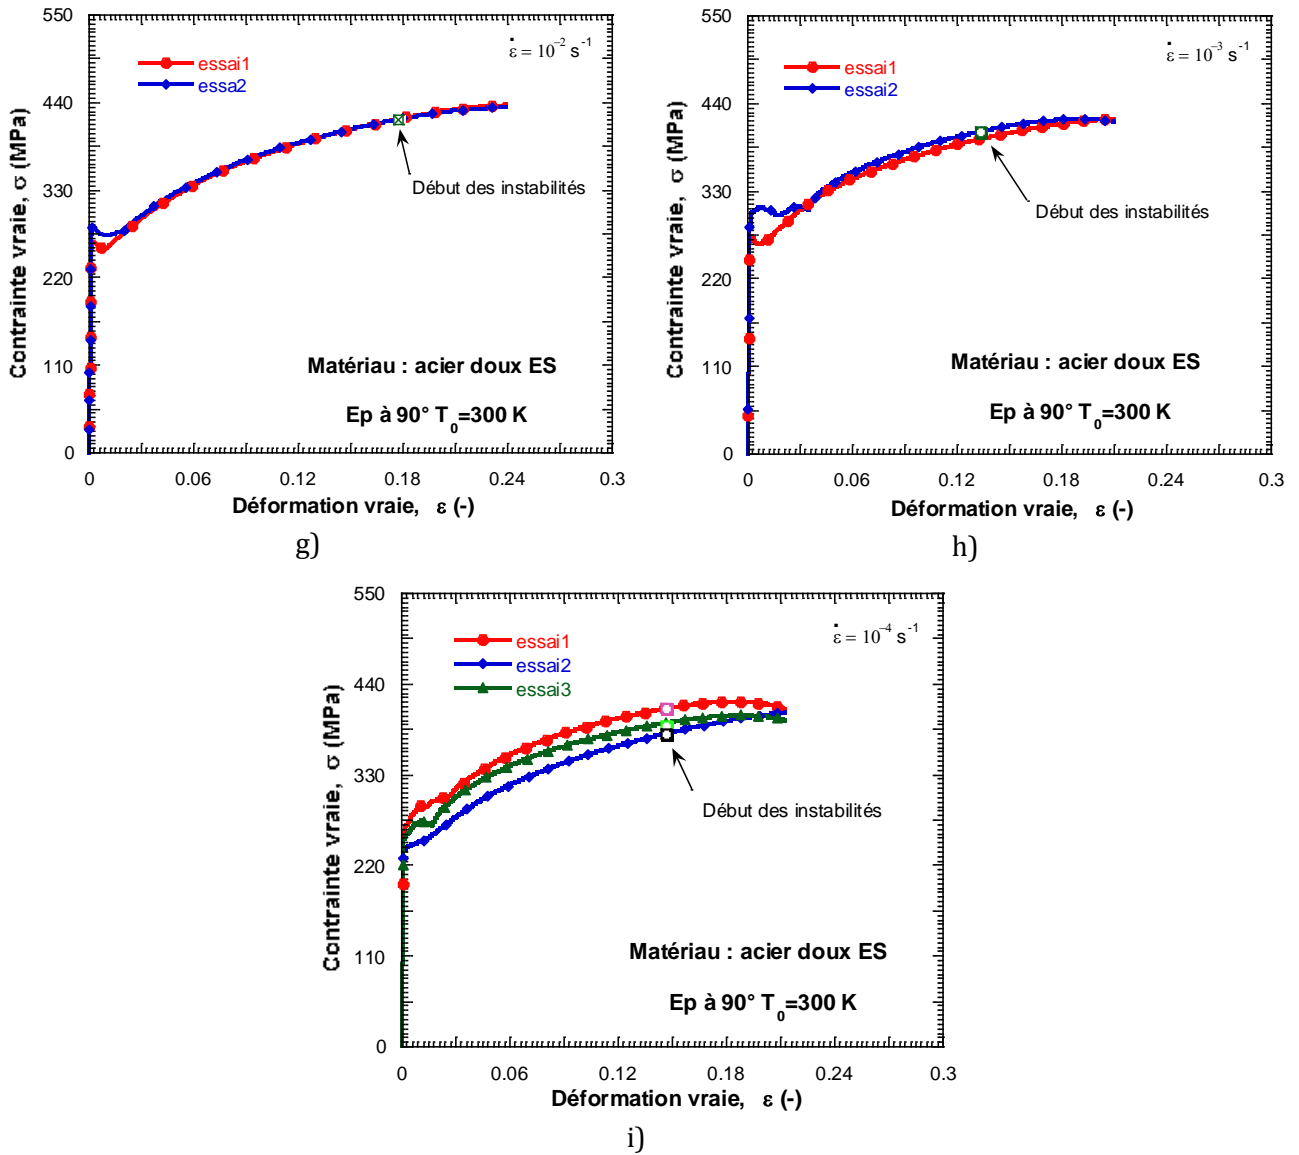 550
440
330
220
110
0
Contrainte vraie, σ (MPa)
essai1
essa2
ε̇ = 10⁻² s⁻¹
Début des instabilités
Matériau : acier doux ES
Ep à 90° T₀=300 K
0 0.06 0.12 0.18 0.24 0.3
Déformation vraie, ε (-)
g)
550
440
330
220
110
0
Contrainte vraie, σ (MPa)
essai1
essai2
ε̇ = 10⁻³ s⁻¹
Début des instabilités
Matériau : acier doux ES
Ep à 90° T₀=300 K
0 0.06 0.12 0.18 0.24 0.3
Déformation vraie, ε (-)
h)
550
440
330
220
110
0
Contrainte vraie, σ (MPa)
essai1
essai2
essai3
ε̇ = 10⁻⁴ s⁻¹
Début des instabilités
Matériau : acier doux ES
Ep à 90° T₀=300 K
0 0.06 0.12 0.18 0.24 0.3
Déformation vraie, ε (-)
i)